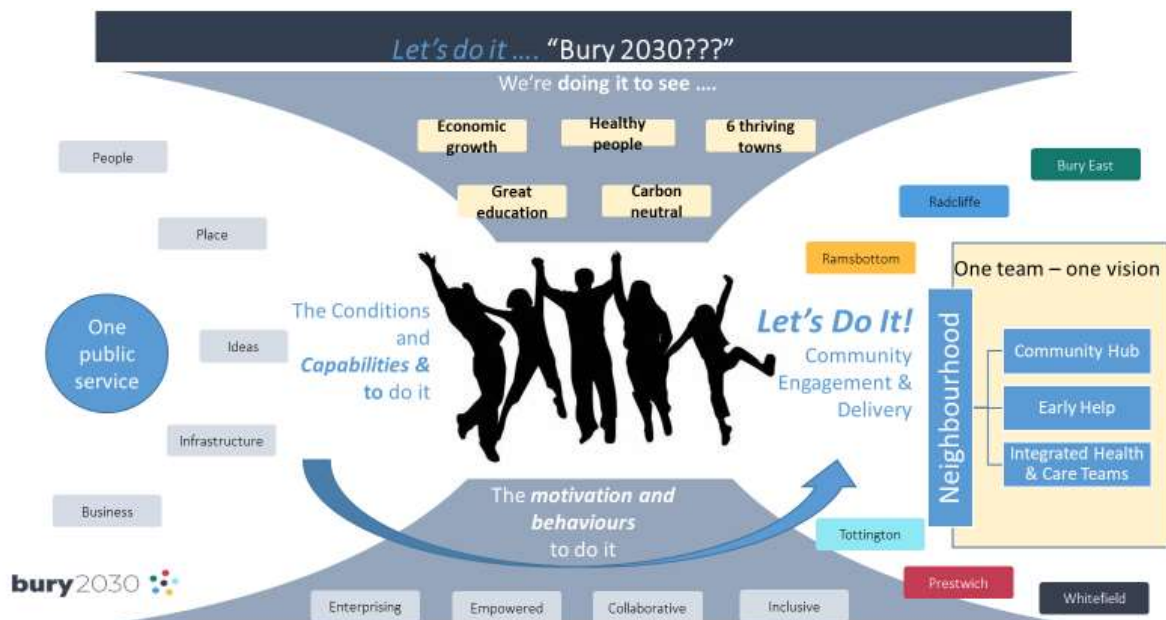 Let's do it .... "Bury 2030???"
We're doing it to see ....
Economic
growth
Healthy
people
6 thriving
towns
Great
education
Carbon
neutral
People
Place
One
public
service
Ideas
Infrastructure
Business
The Conditions
and
Capabilities &
to do it
Let's Do It!
Community
Engagement &
Delivery
Bury East
Radcliffe
Ramsbottom
One team – one vision
Neighbourhood
Community Hub
Early Help
Integrated Health
& Care Teams
Tottington
Prestwich
Whitefield
The motivation and
behaviours
to do it
Enterprising
Empowered
Collaborative
Inclusive
bury2030